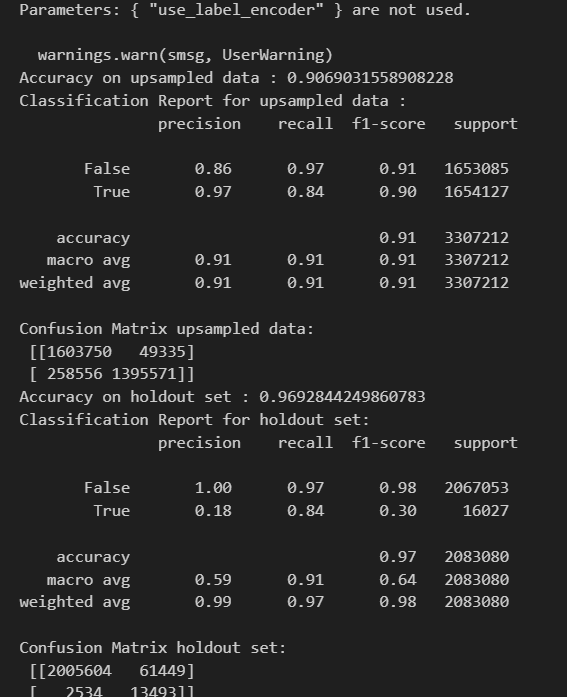 Parameters: { "use_label_encoder" } are not used.
warnings.warn(smsg, UserWarning)
Accuracy on upsampled data : 0.9069031558908228
Classification Report for upsampled data :
precision recall f1-score support
False 0.86 0.97 0.91 1653085
True 0.97 0.84 0.90 1654127
accuracy 0.91 3307212
macro avg 0.91 0.91 0.91 3307212
weighted avg 0.91 0.91 0.91 3307212
Confusion Matrix upsampled data:
[[1603750 49335]
[ 258556 1395571]]
Accuracy on holdout set : 0.9692844249860783
Classification Report for holdout set:
precision recall f1-score support
False 1.00 0.97 0.98 2067053
True 0.18 0.84 0.30 16027
accuracy 0.97 2083080
macro avg 0.59 0.91 0.64 2083080
weighted avg 0.99 0.97 0.98 2083080
Confusion Matrix holdout set:
[[2005604 61449]
[ 2534 13493]]